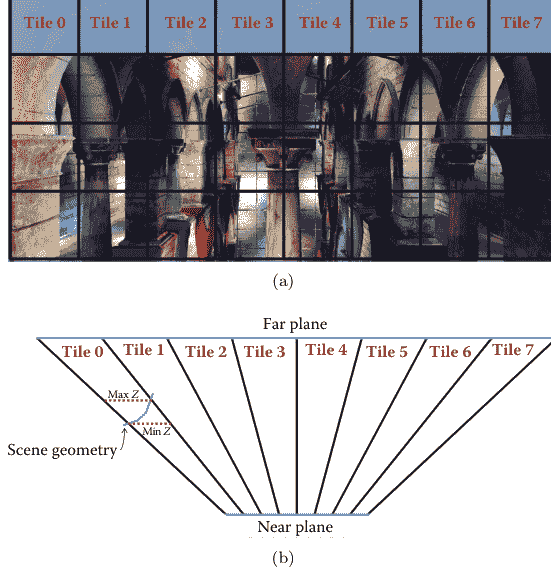 Tile 0 Tile 1 Tile 2 Tile 3 Tile 4 Tile 5 Tile 6 Tile 7
(a)
Far plane
Tile 0 Tile 1 Tile 2 Tile 3 Tile 4 Tile 5 Tile 6 Tile 7
Max Z
Min Z
Scene geometry
Near plane
(b)